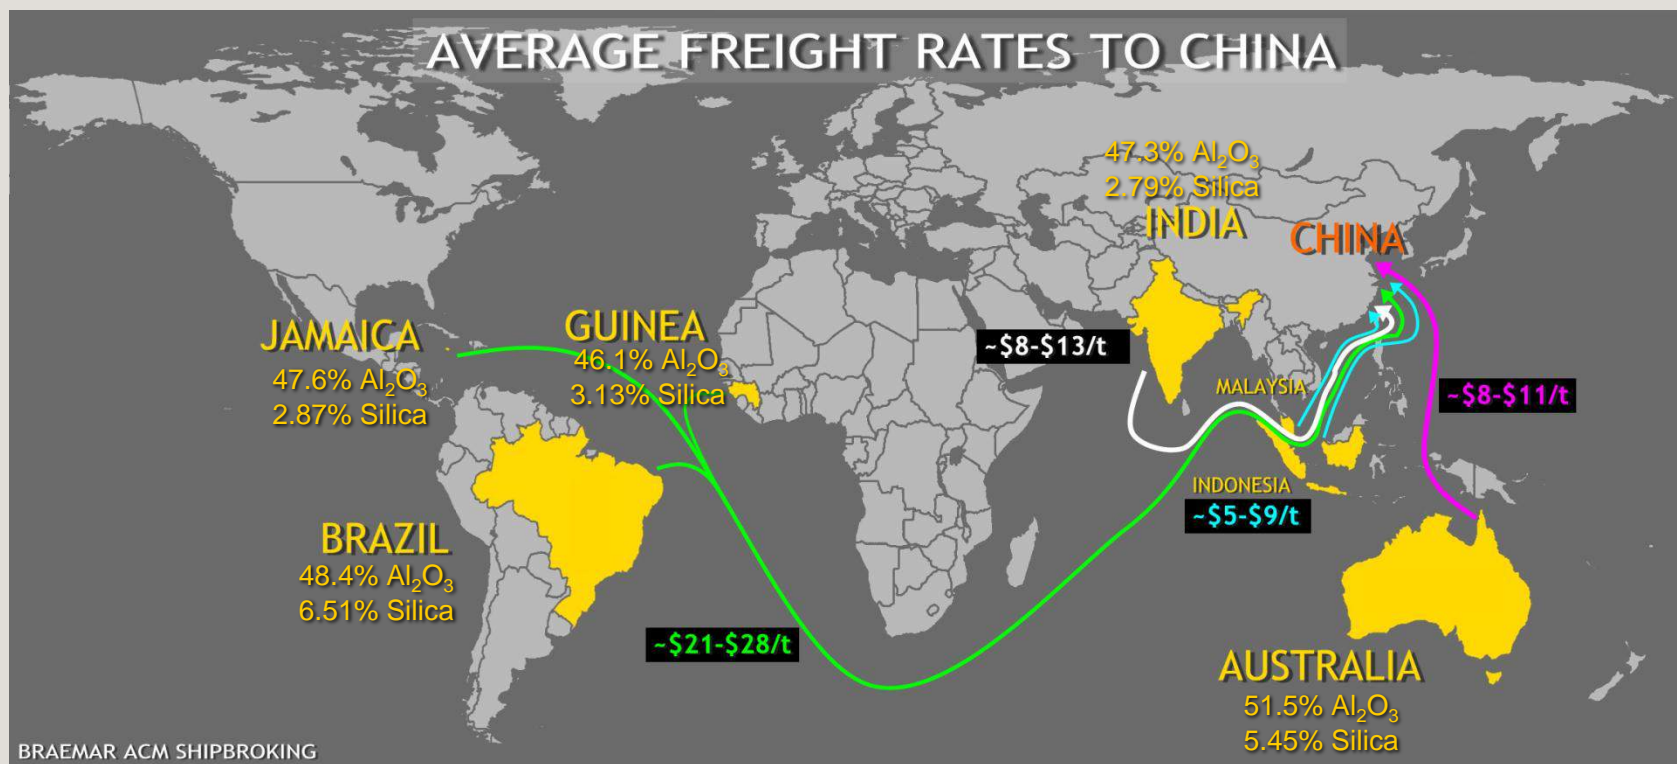 AVERAGE FREIGHT RATES TO CHINA
47.3% Al₂O₃
2.79% Silica
INDIA
CHINA
JAMAICA
47.6% Al₂O₃
2.87% Silica
GUINEA
46.1% Al₂O₃
3.13% Silica
~$8-$13/t
MALAYSIA
~$8-$11/t
INDONESIA
~$5-$9/t
BRAZIL
48.4% Al₂O₃
6.51% Silica
~$21-$28/t
AUSTRALIA
51.5% Al₂O₃
5.45% Silica
BRAEMAR ACM SHIPBROKING